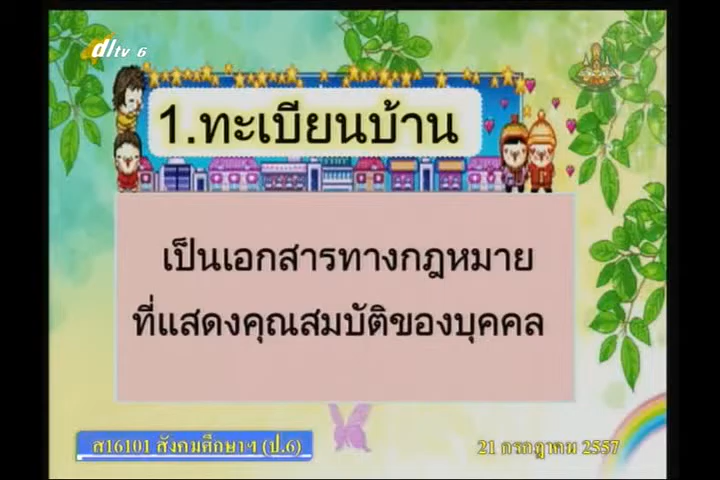 dltv 6
1.ทะเบียนบ้าน
เป็นเอกสารทางกฎหมาย
ที่แสดงคุณสมบัติของบุคคล
ส16101 สังคมศึกษาฯ (ป.6)
21 กรกฎาคม 2557